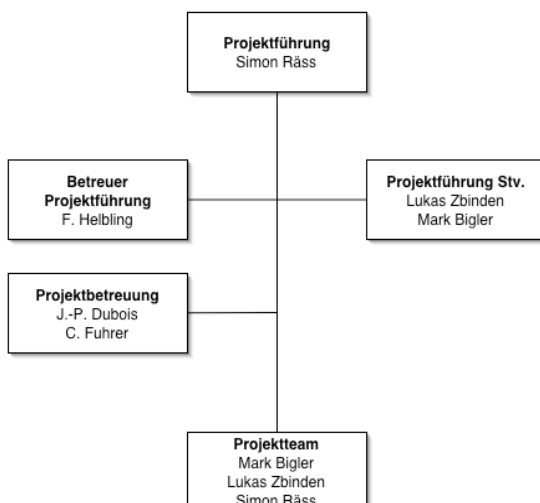 Projektführung
Simon Räss
Betreuer
Projektführung
F. Helbling
Projektführung Stv.
Lukas Zbinden
Mark Bigler
Projektbetreuung
J.-P. Dubois
C. Fuhrer
Projektteam
Mark Bigler
Lukas Zbinden
Simon Räss